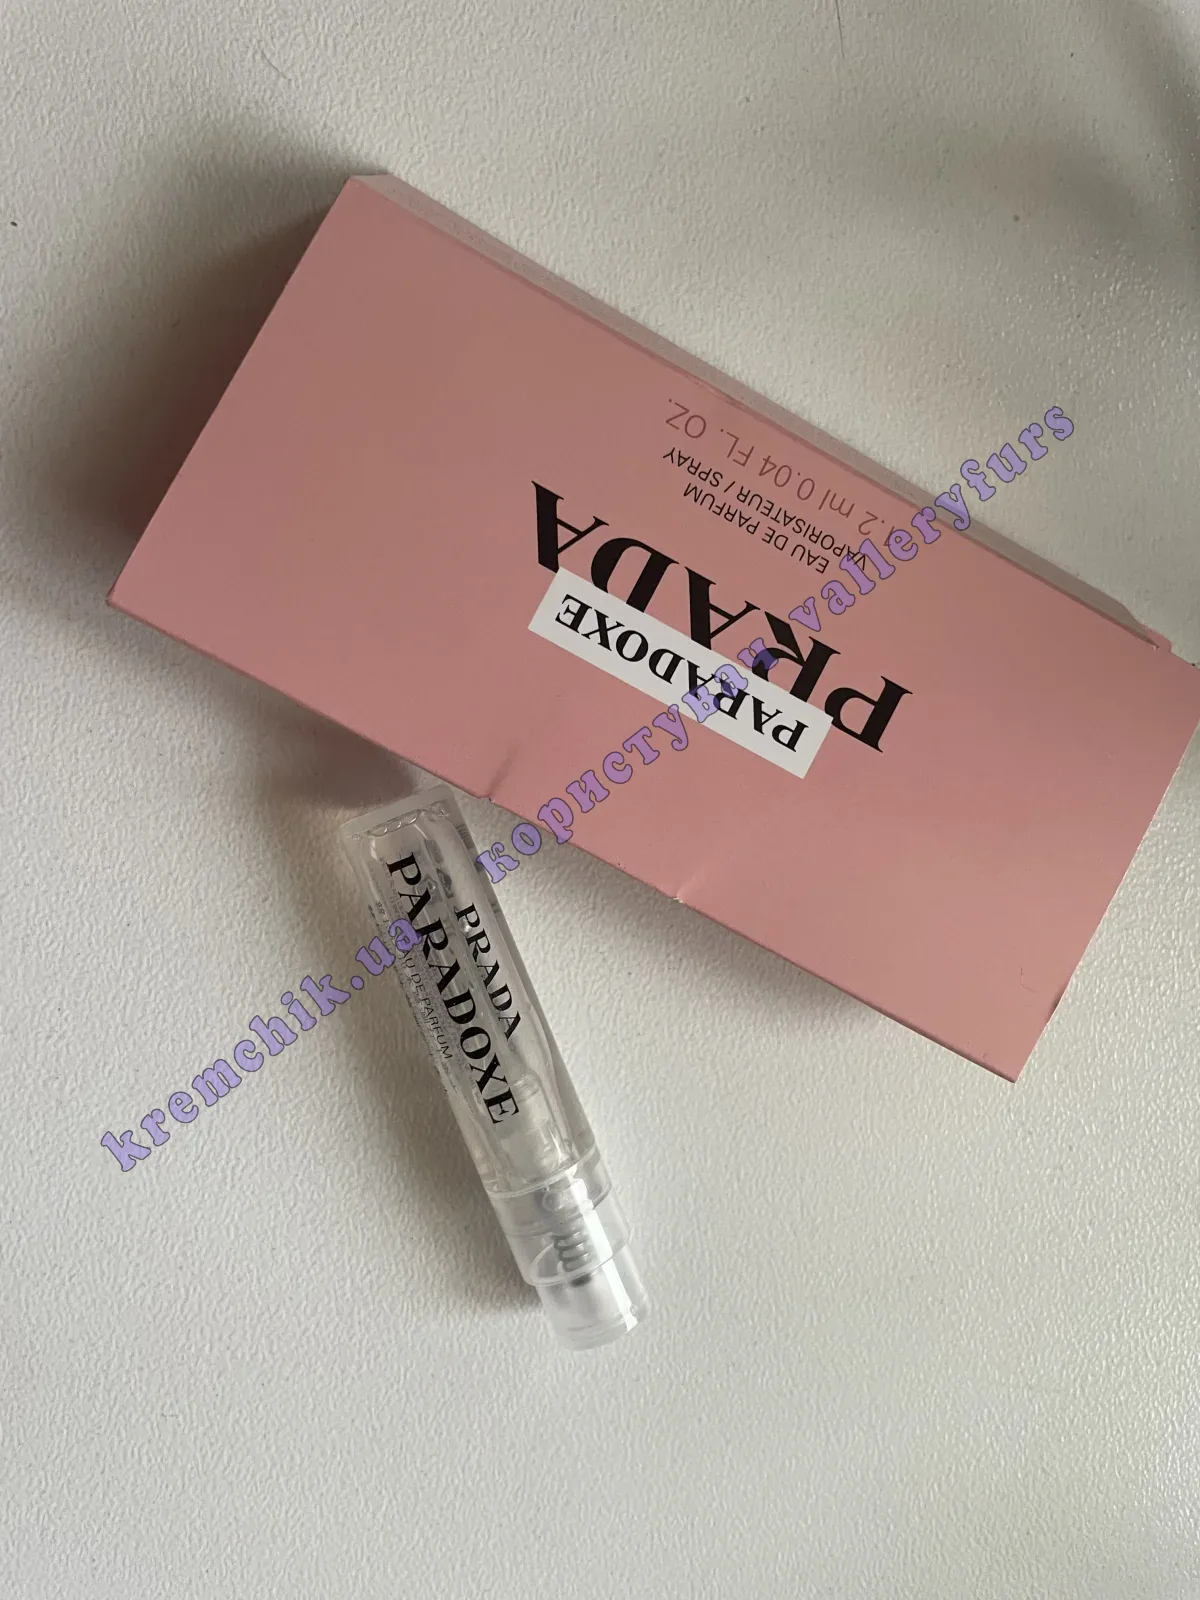 PRADA
PARADOXE
EAU DE PARFUM
VAPORISATEUR / SPRAY
1.2 ml 0.04 FL. OZ.
PRADA
PARADOXE
EAU DE PARFUM
kremchik.ua користувач valleryfurs